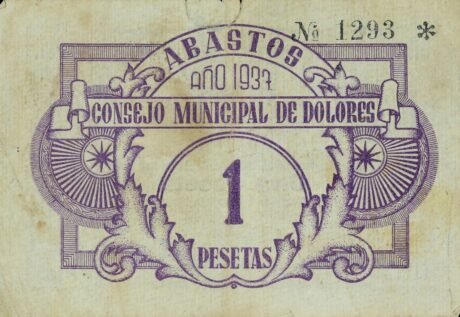 Nº 1293 *
ABASTOS
AÑO 1937
CONSEJO MUNICIPAL DE DOLORES
1
PESETAS